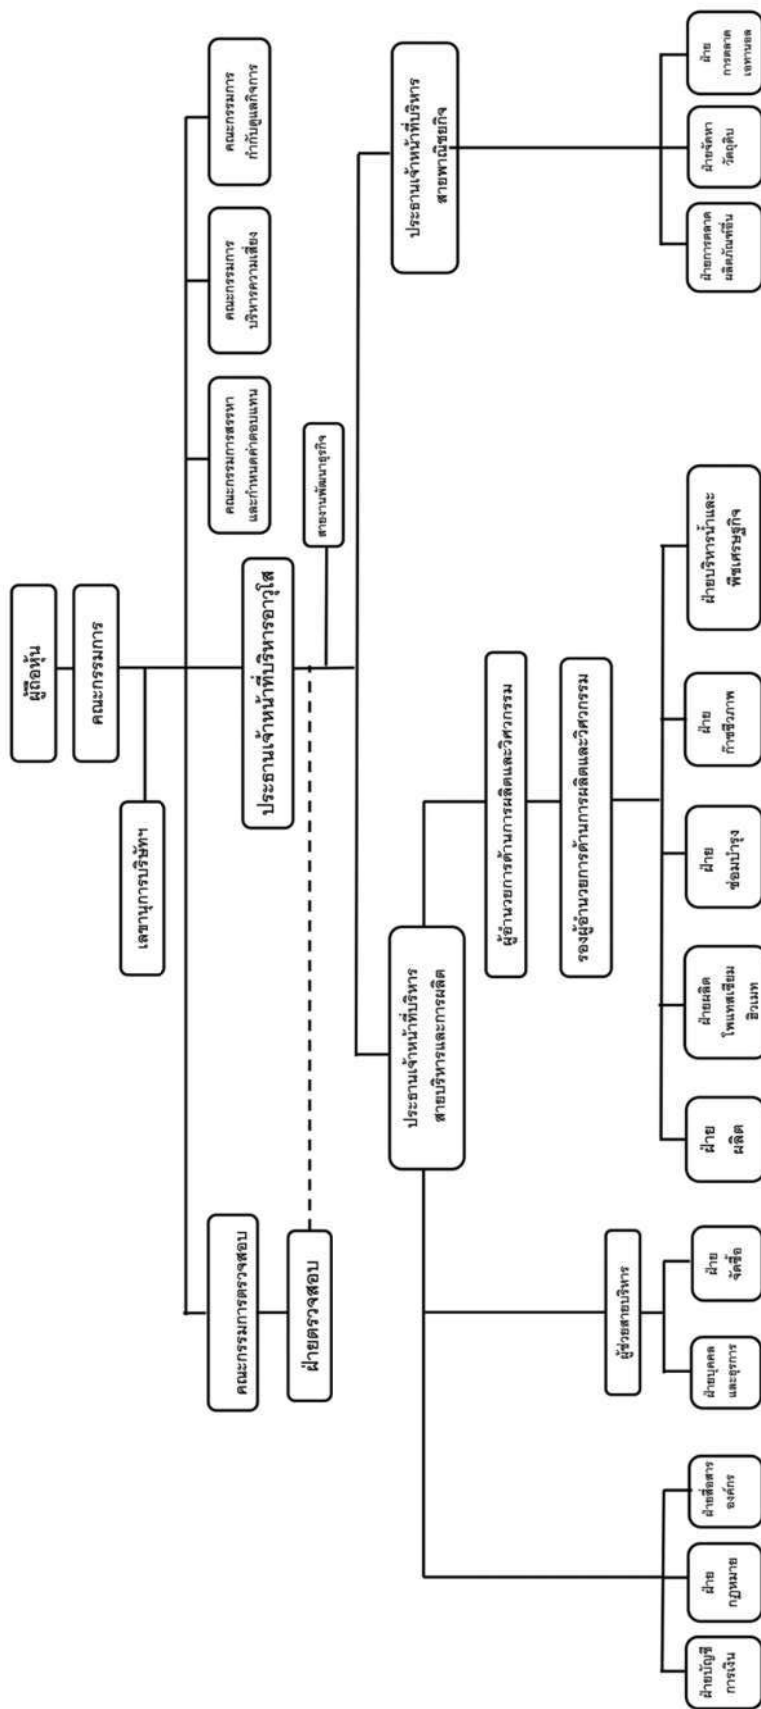 ผู้ถือหุ้น
คณะกรรมการ
เลขานุการบริษัทฯ
คณะกรรมการตรวจสอบ
ฝ่ายตรวจสอบ
คณะกรรมการสรรหา
และกำหนดค่าตอบแทน
คณะกรรมการ
บริหารความเสี่ยง
คณะกรรมการ
กำกับดูแลกิจการ
ประธานเจ้าหน้าที่บริหารอาวุโส
สายงานพัฒนาธุรกิจ
ประธานเจ้าหน้าที่บริหาร
สายบริหารและการผลิต
ประธานเจ้าหน้าที่บริหาร
สายพาณิชยกิจ
ผู้อำนวยการด้านการผลิตและวิศวกรรม
รองผู้อำนวยการด้านการผลิตและวิศวกรรม
ผู้ช่วยสายบริหาร
ฝ่ายบัญชี
การเงิน
ฝ่าย
กฎหมาย
ฝ่ายสื่อสาร
องค์กร
ฝ่ายบุคคล
และธุรการ
ฝ่าย
จัดซื้อ
ฝ่าย
ผลิต
ฝ่ายผลิต
โพแทสเซียม
ฮิวเมท
ฝ่าย
ซ่อมบำรุง
ฝ่าย
ก๊าซชีวภาพ
ฝ่ายบริหารน้ำและ
พืชเศรษฐกิจ
ฝ่ายการตลาด
ผลิตภัณฑ์อื่น
ฝ่ายจัดหา
วัตถุดิบ
ฝ่าย
การตลาด
เอทานอล